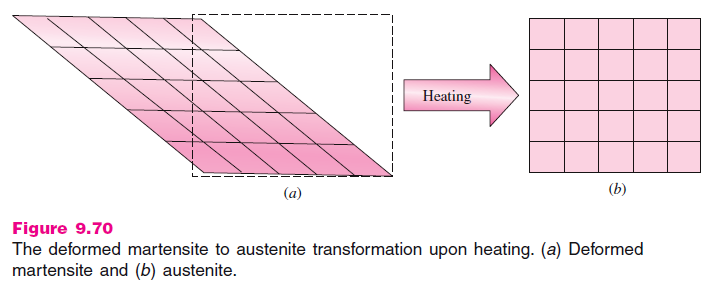 Heating
(a)
(b)
Figure 9.70
The deformed martensite to austenite transformation upon heating. (a) Deformed
martensite and (b) austenite.